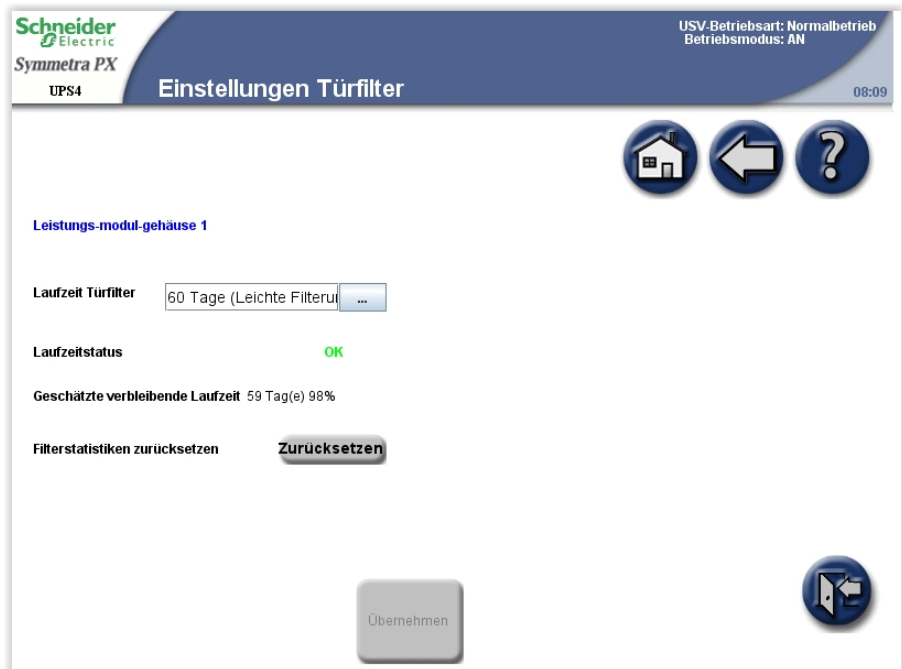 Schneider
Electric
Symmetra PX
UPS4
Einstellungen Türfilter
USV-Betriebsart: Normalbetrieb
Betriebsmodus: AN
08:09
?
Leistungs-modul-gehäuse 1
Laufzeit Türfilter 60 Tage (Leichte Filteru ...
Laufzeitstatus OK
Geschätzte verbleibende Laufzeit 59 Tag(e) 98%
Filterstatistiken zurücksetzen Zurücksetzen
Übernehmen